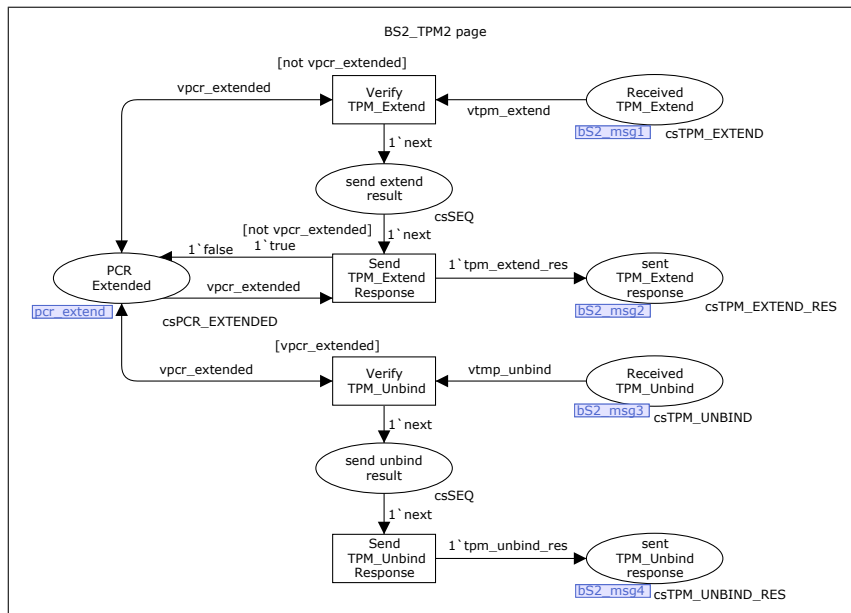 BS2_TPM2 page
[not vpcr_extended]
vpcr_extended
Verify
TPM_Extend
vtpm_extend
Received
TPM_Extend
bS2_msg1
csTPM_EXTEND
1`next
send extend
result
csSEQ
[not vpcr_extended]
1`next
1`false
1`true
PCR
Extended
vpcr_extended
Send
TPM_Extend
Response
1`tpm_extend_res
sent
TPM_Extend
response
pcr_extend
csPCR_EXTENDED
bS2_msg2
csTPM_EXTEND_RES
[vpcr_extended]
vpcr_extended
Verify
TPM_Unbind
vtmp_unbind
Received
TPM_Unbind
bS2_msg3
csTPM_UNBIND
1`next
send unbind
result
csSEQ
1`next
Send
TPM_Unbind
Response
1`tpm_unbind_res
sent
TPM_Unbind
response
bS2_msg4
csTPM_UNBIND_RES